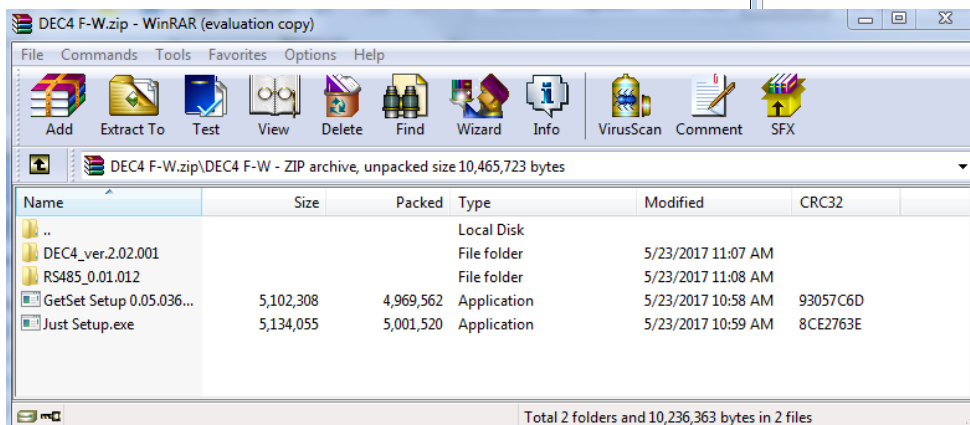 DEC4 F-W.zip - WinRAR (evaluation copy)
File Commands Tools Favorites Options Help
Add Extract To Test View Delete Find Wizard Info VirusScan Comment SFX
DEC4 F-W.zip\DEC4 F-W - ZIP archive, unpacked size 10,465,723 bytes
Name Size Packed Type Modified CRC32
.. Local Disk
DEC4_ver.2.02.001 File folder 5/23/2017 11:07 AM
RS485_0.01.012 File folder 5/23/2017 11:08 AM
GetSet Setup 0.05.036... 5,102,308 4,969,562 Application 5/23/2017 10:58 AM 93057C6D
Just Setup.exe 5,134,055 5,001,520 Application 5/23/2017 10:59 AM 8CE2763E
Total 2 folders and 10,236,363 bytes in 2 files